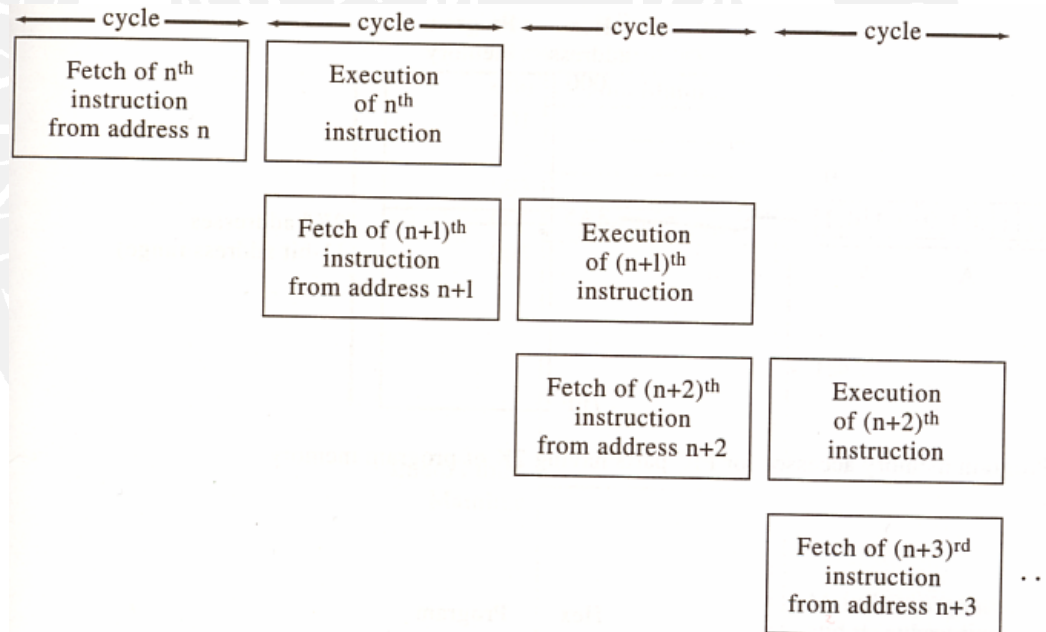 cycle cycle cycle cycle
Fetch of nth
instruction
from address n
Execution
of nth
instruction
Fetch of (n+1)th
instruction
from address n+1
Execution
of (n+1)th
instruction
Fetch of (n+2)th
instruction
from address n+2
Execution
of (n+2)th
instruction
Fetch of (n+3)rd
instruction
from address n+3
..